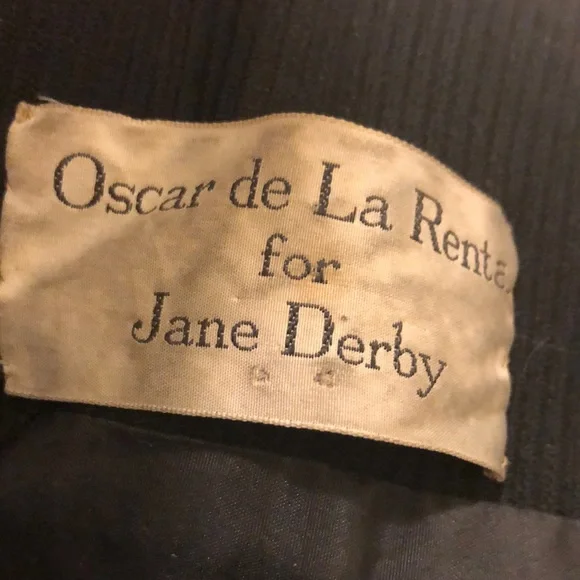 Oscar de La Renta
for
Jane Derby